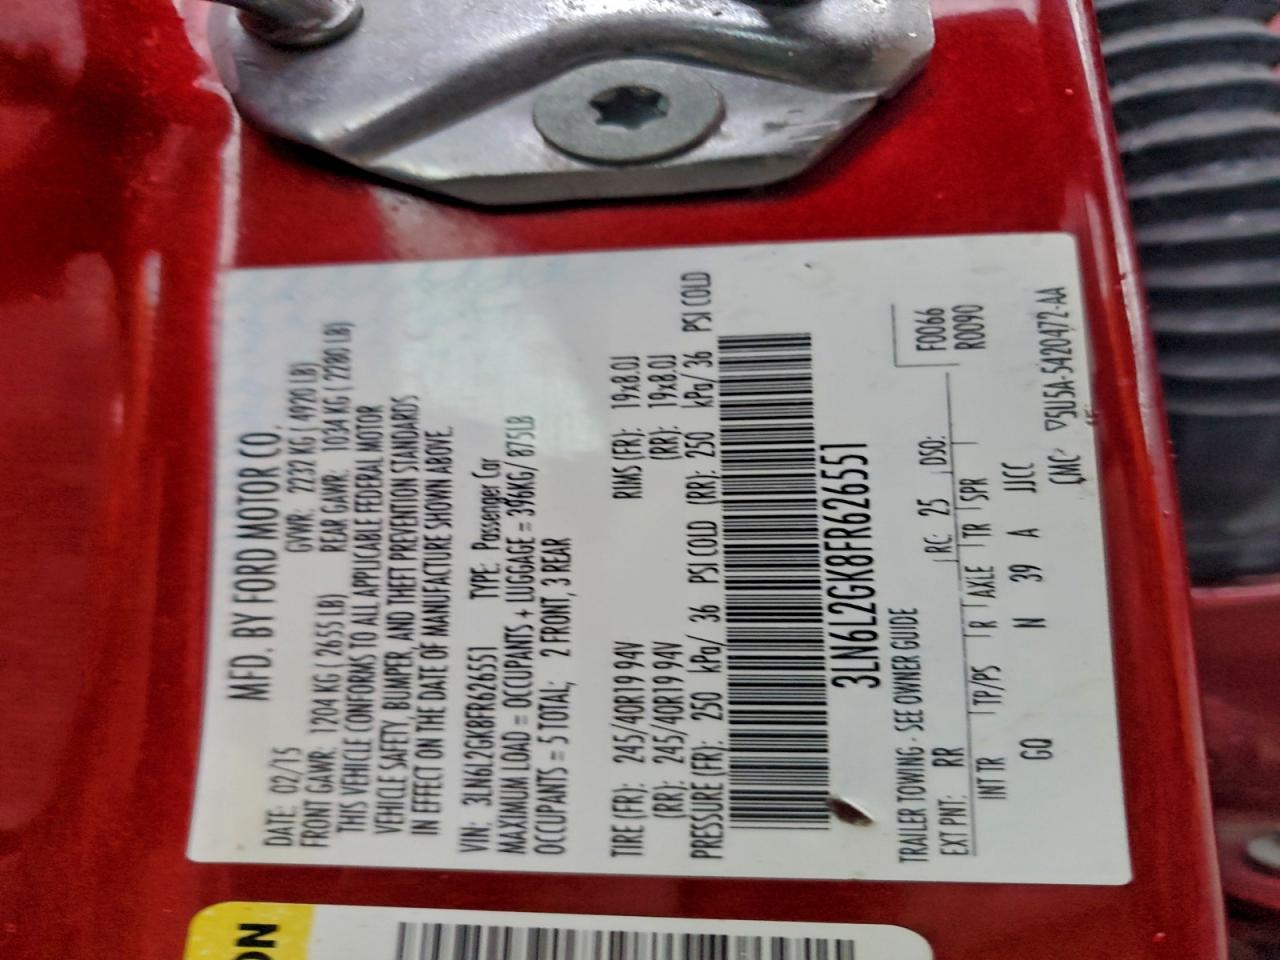 MFD. BY FORD MOTOR CO.
DATE: 02/15 GVWR: 2232 KG ( 4920 LB)
FRONT GAWR: 1204 KG ( 2655 LB) REAR GAWR: 1034 KG ( 2280 LB)
THIS VEHICLE CONFORMS TO ALL APPLICABLE FEDERAL MOTOR
VEHICLE SAFETY, BUMPER, AND THEFT PREVENTION STANDARDS
IN EFFECT ON THE DATE OF MANUFACTURE SHOWN ABOVE.
VIN: 3LN6L2GK8FR626551 TYPE: Passenger Car
MAXIMUM LOAD = OCCUPANTS + LUGGAGE = 396KG/ 875LB
OCCUPANTS = 5 TOTAL; 2 FRONT, 3 REAR
TIRE (FR): 245/40R19 94V RIMS (FR): 19x8.0J
(RR): 245/40R19 94V (RR): 19x8.0J
PRESSURE (FR): 250 kPa/ 36 PSI COLD (RR): 250 kPa/ 36 PSI COLD
3LN6L2GK8FR626551
TRAILER TOWING - SEE OWNER GUIDE F0066
EXT PNT: RR RC: 25 DSO: R0090
INT TR TP/PS R AXLE TR SPR
GQ N 39 A JJCC
5U5A-5420472-AA
ON